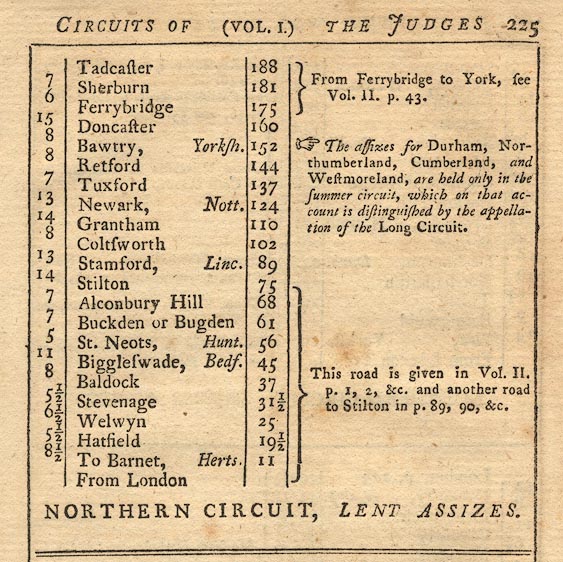 CIRCUITS OF (VOL. I.) THE JUDGES 225
Tadcaſter 188
7 Sherburn 181
6 Ferrybridge 175
15 Doncaſter 160
8 Bawtry, Yorkſh. 152
8 Retford 144
7 Tuxford 137
13 Newark, Nott. 124
14 Grantham 110
8 Coltſworth 102
13 Stamford, Linc. 89
14 Stilton 75
7 Alconbury Hill 68
7 Buckden or Bugden 61
5 St. Neots, Hunt. 56
11 Biggleſwade, Bedf. 45
8 Baldock 37
5½ Stevenage 31½
6½ Welwyn 25
5½ Hatfield 19½
8½ To Barnet, Herts. 11
From London
From Ferrybridge to York, ſee
Vol. II. p. 43.
☞ The aſſizes for Durham, Nor-
thumberland, Cumberland, and
Weſtmoreland, are held only in the
ſummer circuit, which on that ac-
count is diſtinguiſhed by the appella-
tion of the Long Circuit.
This road is given in Vol. II.
p. 1, 2, &c. and another road
to Stilton in p. 89, 90, &c.
NORTHERN CIRCUIT, LENT ASSIZES.